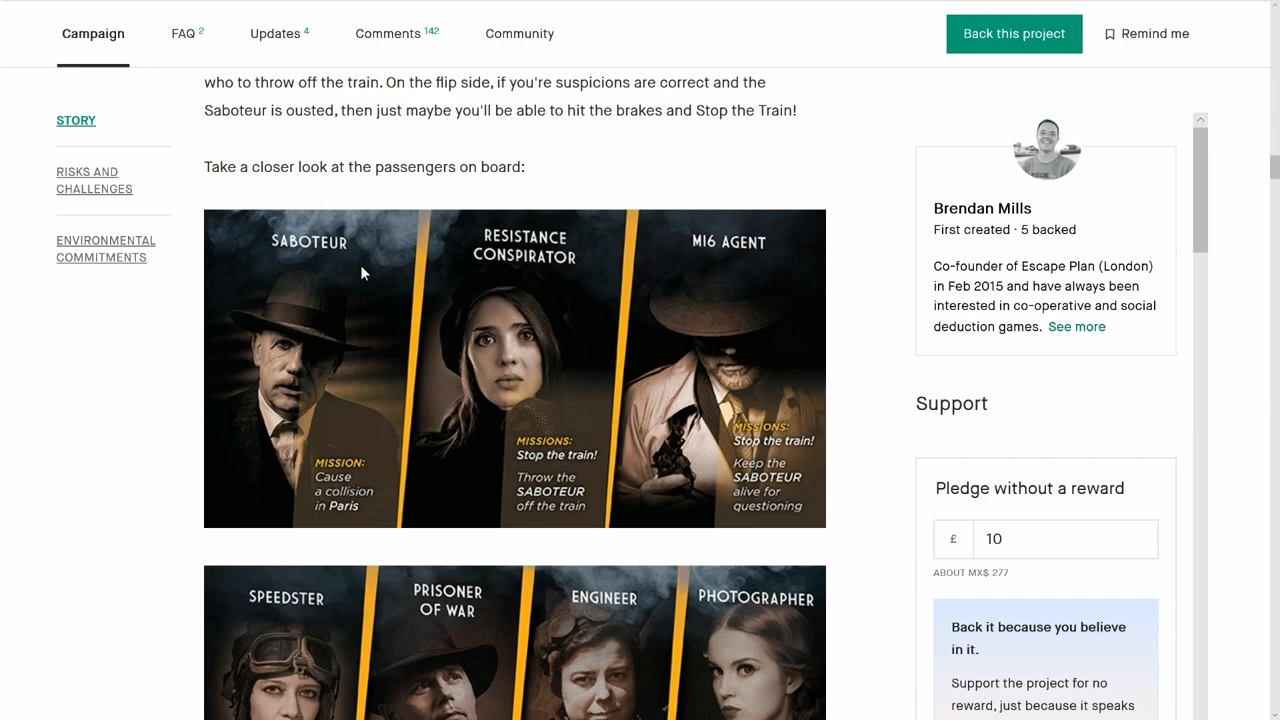 Campaign
FAQ 2
Updates 4
Comments 142
Community
Back this project
Remind me
who to throw off the train. On the flip side, if you're suspicions are correct and the
Saboteur is ousted, then just maybe you'll be able to hit the brakes and Stop the Train!
STORY
RISKS AND
CHALLENGES
ENVIRONMENTAL
COMMITMENTS
Take a closer look at the passengers on board:
SABOTEUR
MISSION:
Cause
a collision
in Paris
RESISTANCE
CONSPIRATOR
MISSIONS:
Stop the train!
Throw the
SABOTEUR
off the train
MI6 AGENT
MISSIONS:
Stop the train!
Keep the
SABOTEUR
alive for
questioning
SPEEDSTER
PRISONER
OF WAR
ENGINEER
PHOTOGRAPHER
Brendan Mills
First created · 5 backed
Co-founder of Escape Plan (London)
in Feb 2015 and have always been
interested in co-operative and social
deduction games. See more
Support
Pledge without a reward
£ 10
ABOUT MX$ 277
Back it because you believe
in it.
Support the project for no
reward, just because it speaks